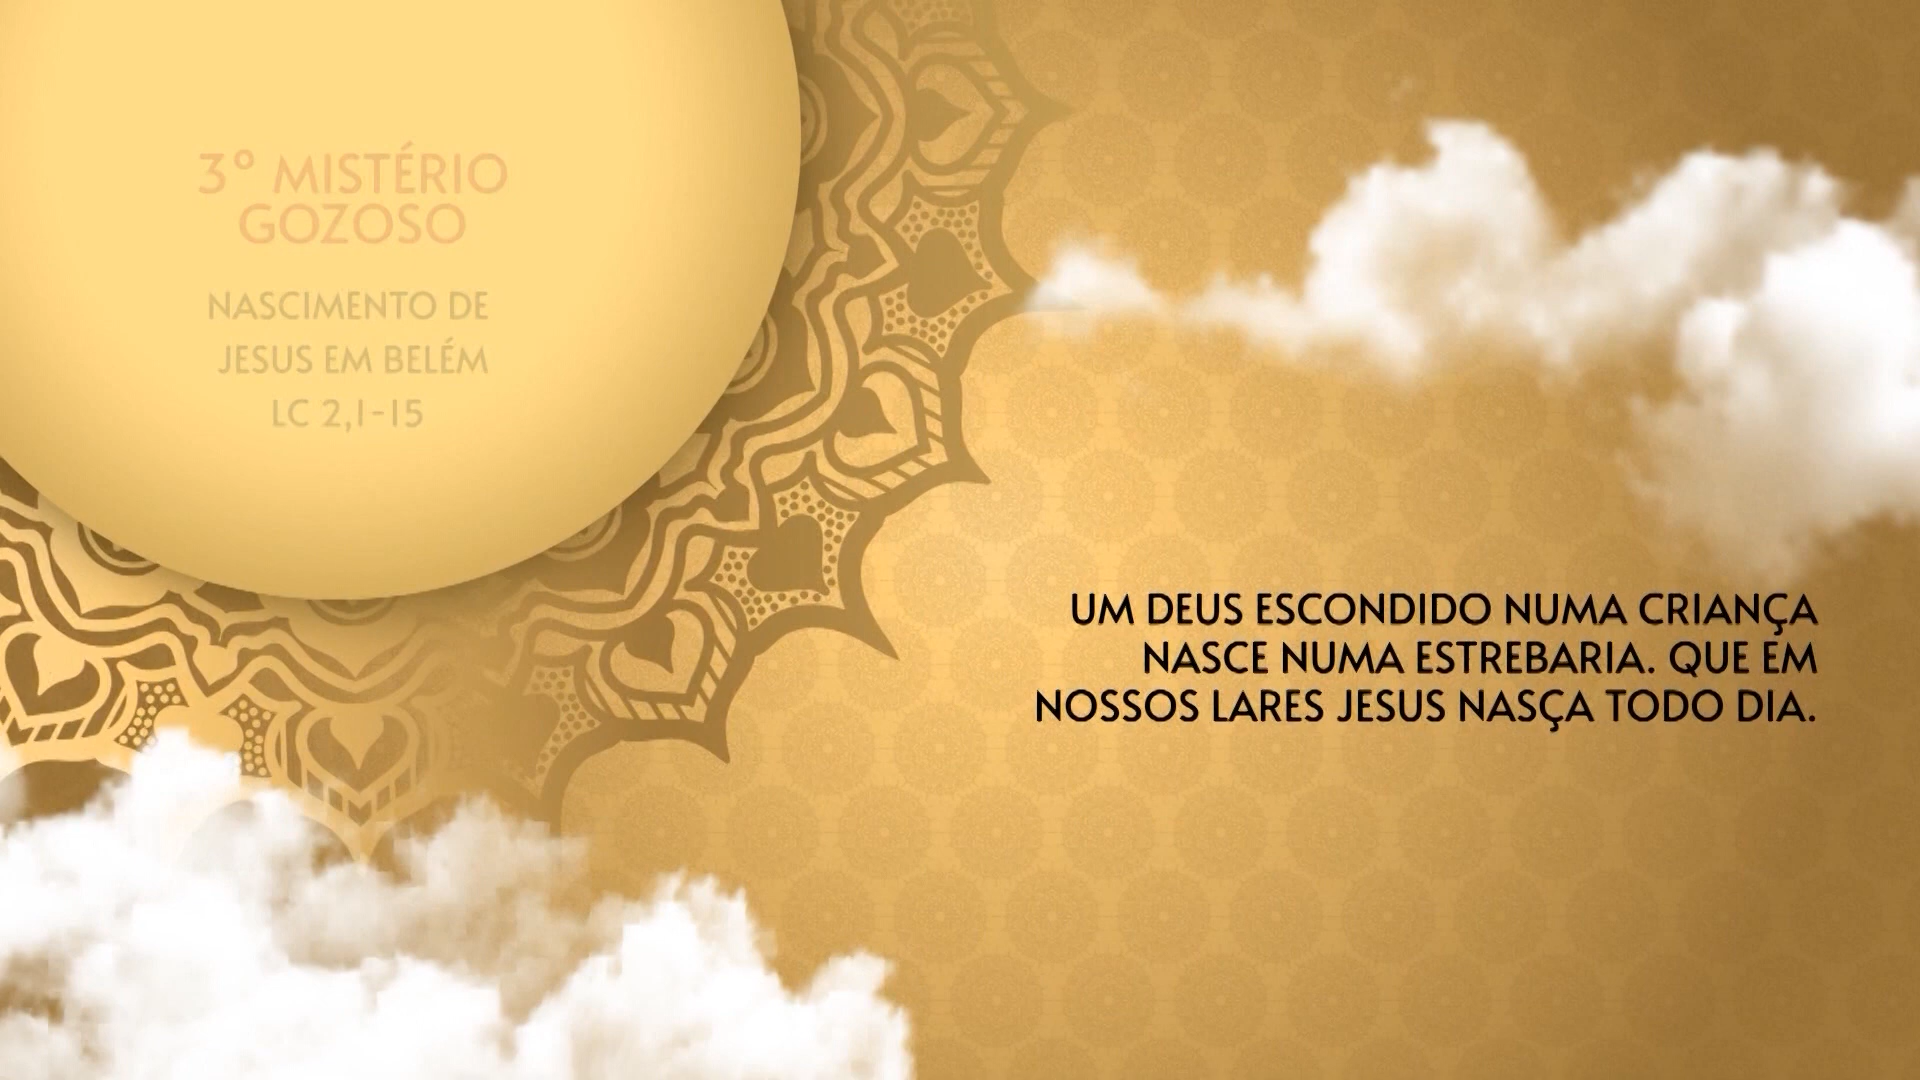 3º MISTÉRIO
GOZOSO
NASCIMENTO DE
JESUS EM BELÉM
LC 2,1-15
UM DEUS ESCONDIDO NUMA CRIANÇA
NASCE NUMA ESTREBARIA. QUE EM
NOSSOS LARES JESUS NASÇA TODO DIA.